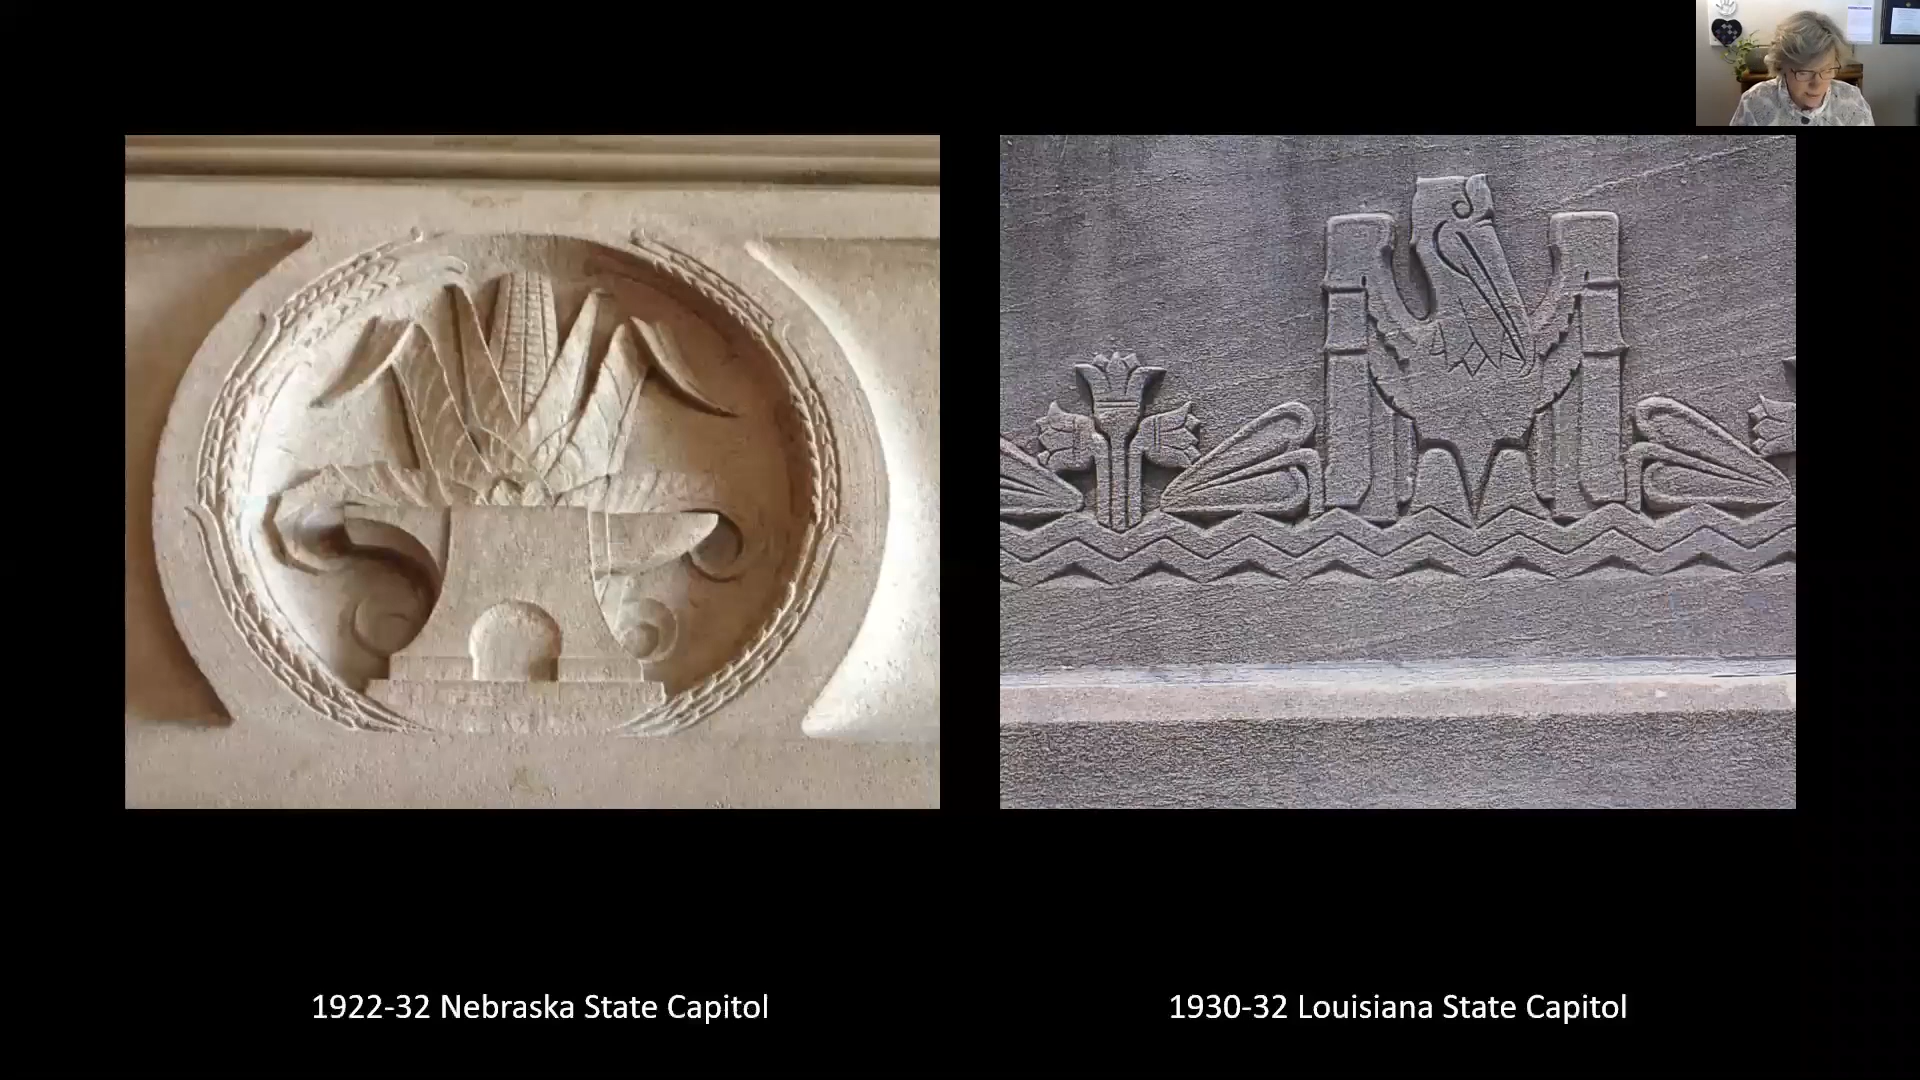 1922-32 Nebraska State Capitol
1930-32 Louisiana State Capitol